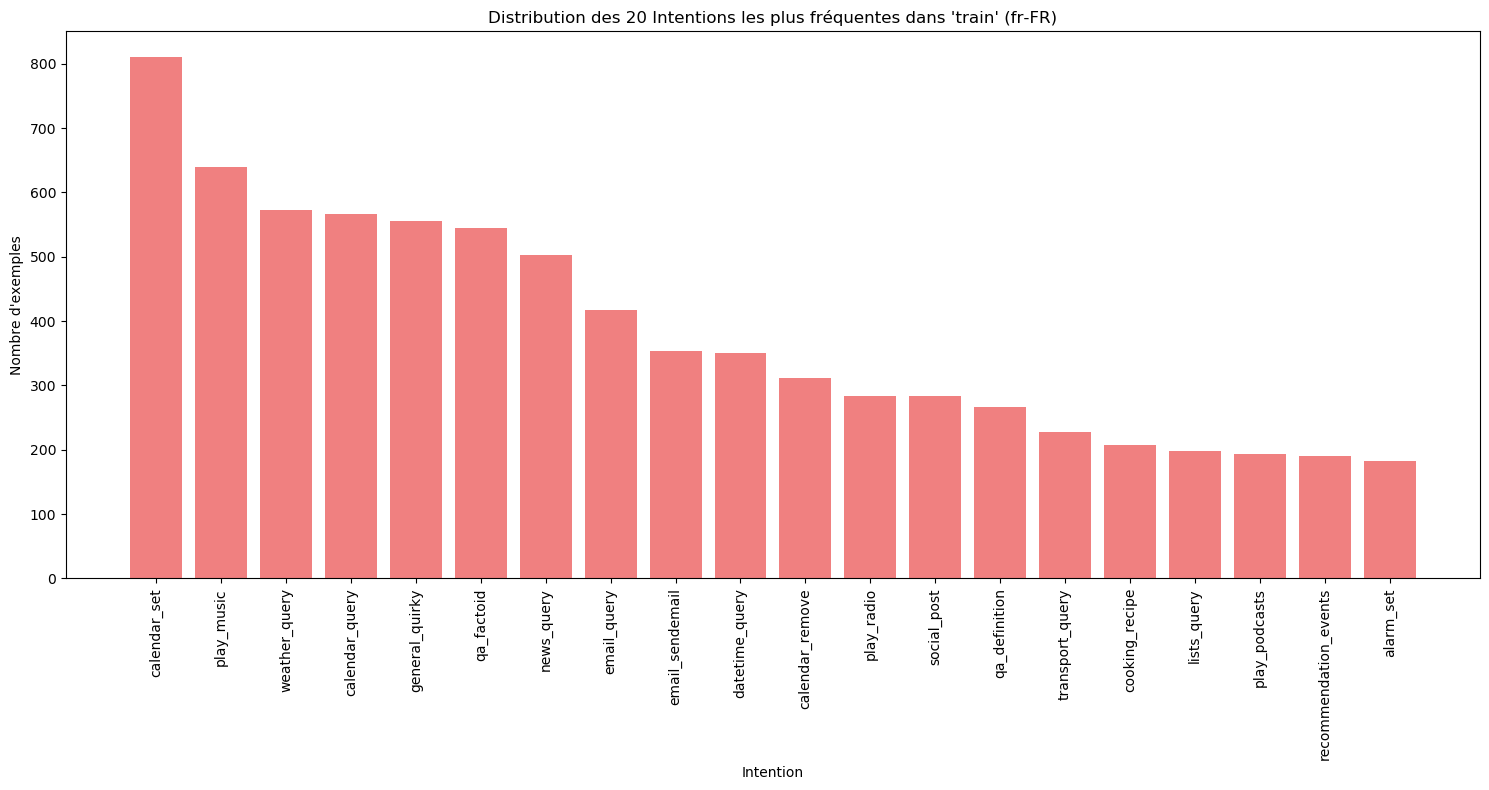 Distribution des 20 Intentions les plus fréquentes dans 'train' (fr-FR)
Nombre d'exemples
800
700
600
500
400
300
200
100
0
calendar_set
play_music
weather_query
calendar_query
general_quirky
qa_factoid
news_query
email_query
email_sendemail
datetime_query
calendar_remove
play_radio
social_post
qa_definition
transport_query
cooking_recipe
lists_query
play_podcasts
recommendation_events
alarm_set
Intention